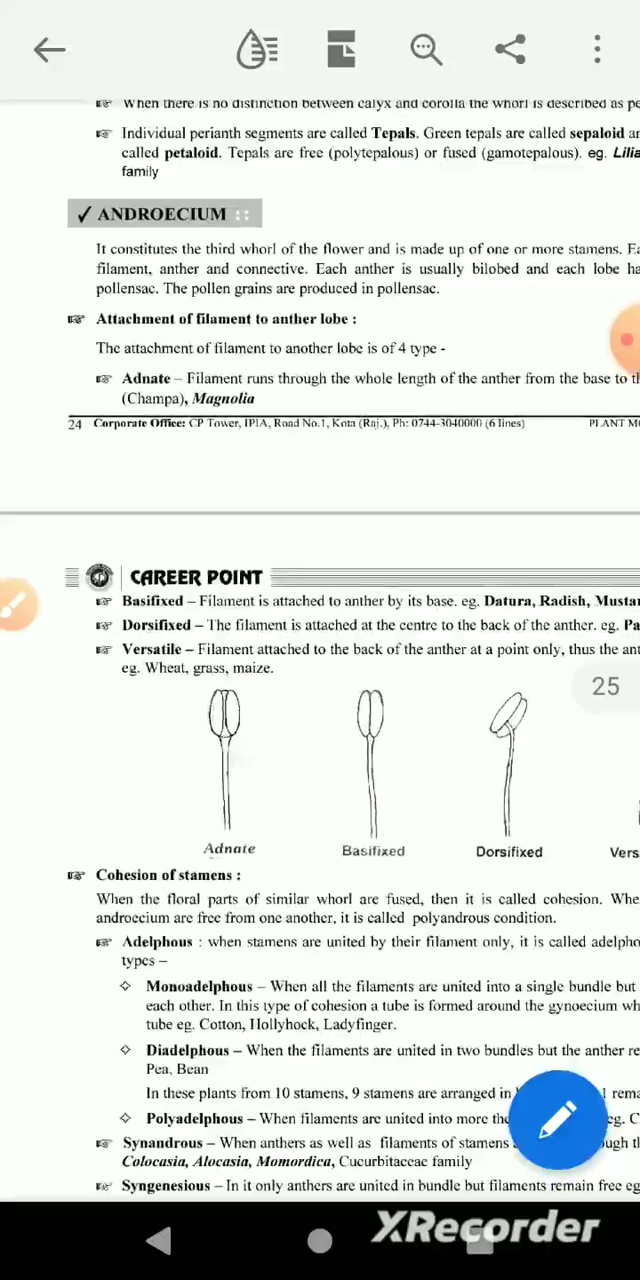 When there is no distinction between calyx and corolla the whorl is described as pe
Individual perianth segments are called Tepals. Green tepals are called sepaloid an
called petaloid. Tepals are free (polytepalous) or fused (gamotepalous). eg. Lilia
family
✓ ANDROECIUM ::
It constitutes the third whorl of the flower and is made up of one or more stamens. Ea
filament, anther and connective. Each anther is usually bilobed and each lobe ha
pollensac. The pollen grains are produced in pollensac.
Attachment of filament to anther lobe :
The attachment of filament to another lobe is of 4 type -
Adnate – Filament runs through the whole length of the anther from the base to th
(Champa), Magnolia
24 Corporate Office: CP Tower, IPIA, Road No.1, Kota (Raj.), Ph: 0744-3040000 (6 lines) PLANT MO
CAREER POINT
Basifixed – Filament is attached to anther by its base. eg. Datura, Radish, Mustar
Dorsifixed – The filament is attached at the centre to the back of the anther. eg. Pa
Versatile – Filament attached to the back of the anther at a point only, thus the ant
eg. Wheat, grass, maize.
25
Adnate Basifixed Dorsifixed Vers
Cohesion of stamens :
When the floral parts of similar whorl are fused, then it is called cohesion. Whe
androecium are free from one another, it is called polyandrous condition.
Adelphous : when stamens are united by their filament only, it is called adelpho
types –
Monoadelphous – When all the filaments are united into a single bundle but
each other. In this type of cohesion a tube is formed around the gynoecium wh
tube eg. Cotton, Hollyhock, Ladyfinger.
Diadelphous – When the filaments are united in two bundles but the anther re
Pea, Bean
In these plants from 10 stamens, 9 stamens are arranged in 1 rema
Polyadelphous – When filaments are united into more the eg. C
Synandrous – When anthers as well as filaments of stamens ough th
Colocasia, Alocasia, Momordica, Cucurbitaceae family
Syngenesious – In it only anthers are united in bundle but filaments remain free eg
XRecorder